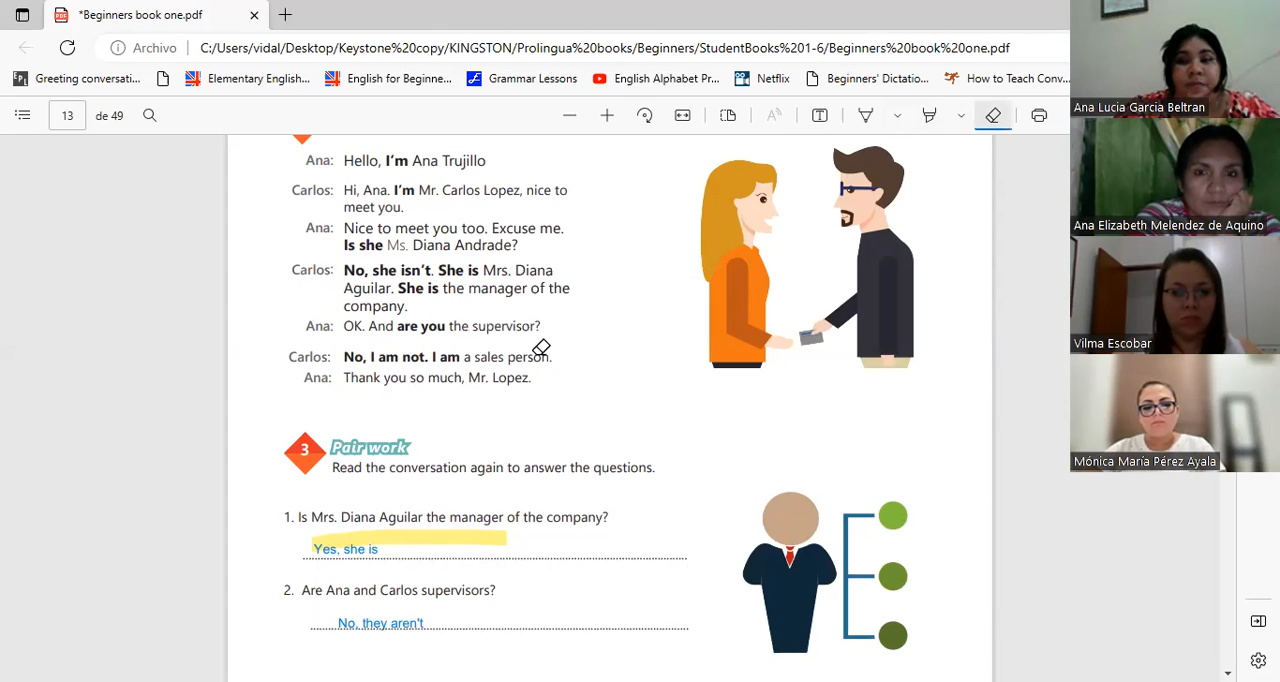 *Beginners book one.pdf
Archivo | C:/Users/vidal/Desktop/Keystone%20copy/KINGSTON/Prolingua%20books/Beginners/StudentBooks%201-6/Beginners%20book%20one.pdf
Greeting conversati... Elementary English... English for Beginne... Grammar Lessons English Alphabet Pr... Netflix Beginners' Dictatio... How to Teach Conv...
13 de 49
Ana: Hello, I'm Ana Trujillo
Carlos: Hi, Ana. I'm Mr. Carlos Lopez, nice to
meet you.
Ana: Nice to meet you too. Excuse me.
Is she Ms. Diana Andrade?
Carlos: No, she isn't. She is Mrs. Diana
Aguilar. She is the manager of the
company.
Ana: OK. And are you the supervisor?
Carlos: No, I am not. I am a sales person.
Ana: Thank you so much, Mr. Lopez.
3 Pair work
Read the conversation again to answer the questions.
1. Is Mrs. Diana Aguilar the manager of the company?
Yes, she is
2. Are Ana and Carlos supervisors?
No, they aren't
Ana Lucia Garcia Beltran
Ana Elizabeth Melendez de Aquino
Vilma Escobar
Mónica María Pérez Ayala